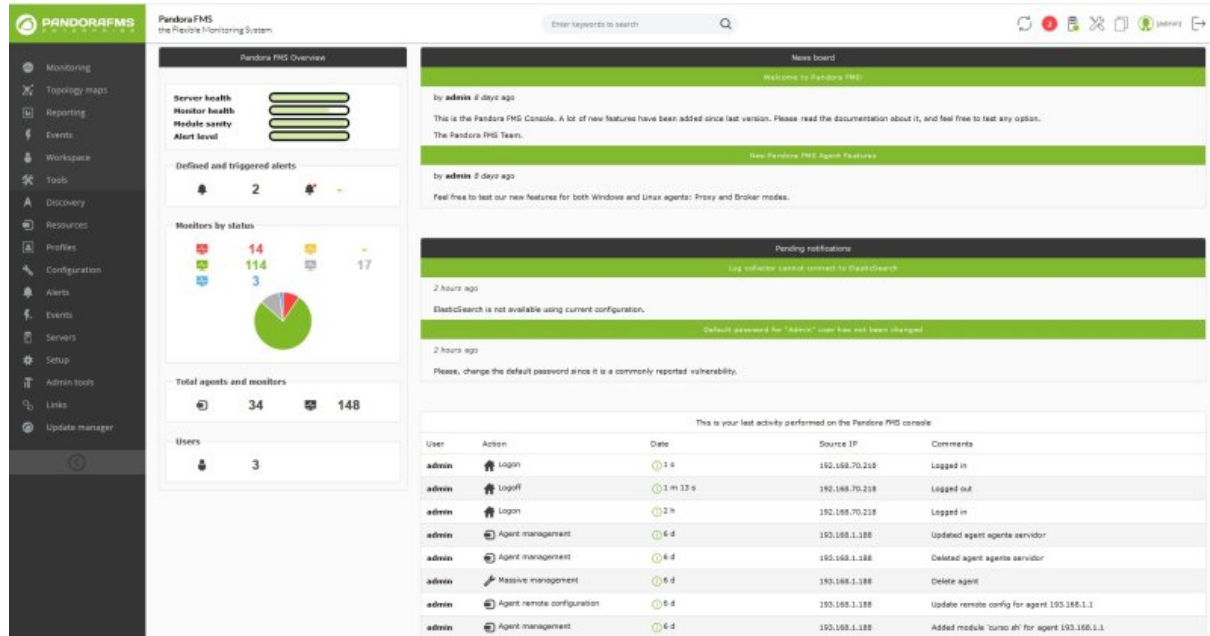 PANDORAFMS
ENTERPRISE
Pandora FMS
the Flexible Monitoring System
Enter keywords to search
2
[admin]
Monitoring
Topology maps
Reporting
Events
Workspace
Tools
Discovery
Resources
Profiles
Configuration
Alerts
Events
Servers
Setup
Admin tools
Links
Update manager
Pandora FMS Overview
Server health
Monitor health
Module sanity
Alert level
Defined and triggered alerts
2 -
Monitors by status
14 -
114 17
3
Total agents and monitors
34 148
Users
3
News board
Welcome to Pandora FMS!
by admin 8 days ago
This is the Pandora FMS Console. A lot of new features have been added since last version. Please read the documentation about it, and feel free to test any option.
The Pandora FMS Team.
New Pandora FMS Agent Features
by admin 8 days ago
Feel free to test our new features for both Windows and Linux agents: Proxy and Broker modes.
Pending notifications
Log collector cannot connect to ElasticSearch
2 hours ago
ElasticSearch is not available using current configuration.
Default password for "Admin" user has not been changed
2 hours ago
Please, change the default password since it is a commonly reported vulnerability.
This is your last activity performed on the Pandora FMS console
User Action Date Source IP Comments
admin Logon 1 s 192.168.70.218 Logged in
admin Logoff 1 m 13 s 192.168.70.218 Logged out
admin Logon 2 h 192.168.70.218 Logged in
admin Agent management 6 d 193.168.1.188 Updated agent agente servidor
admin Agent management 6 d 193.168.1.188 Deleted agent agente servidor
admin Massive management 6 d 193.168.1.188 Delete agent
admin Agent remote configuration 6 d 193.168.1.188 Update remote config for agent 193.168.1.1
admin Agent management 6 d 193.168.1.188 Added module 'curso sh' for agent 193.168.1.1